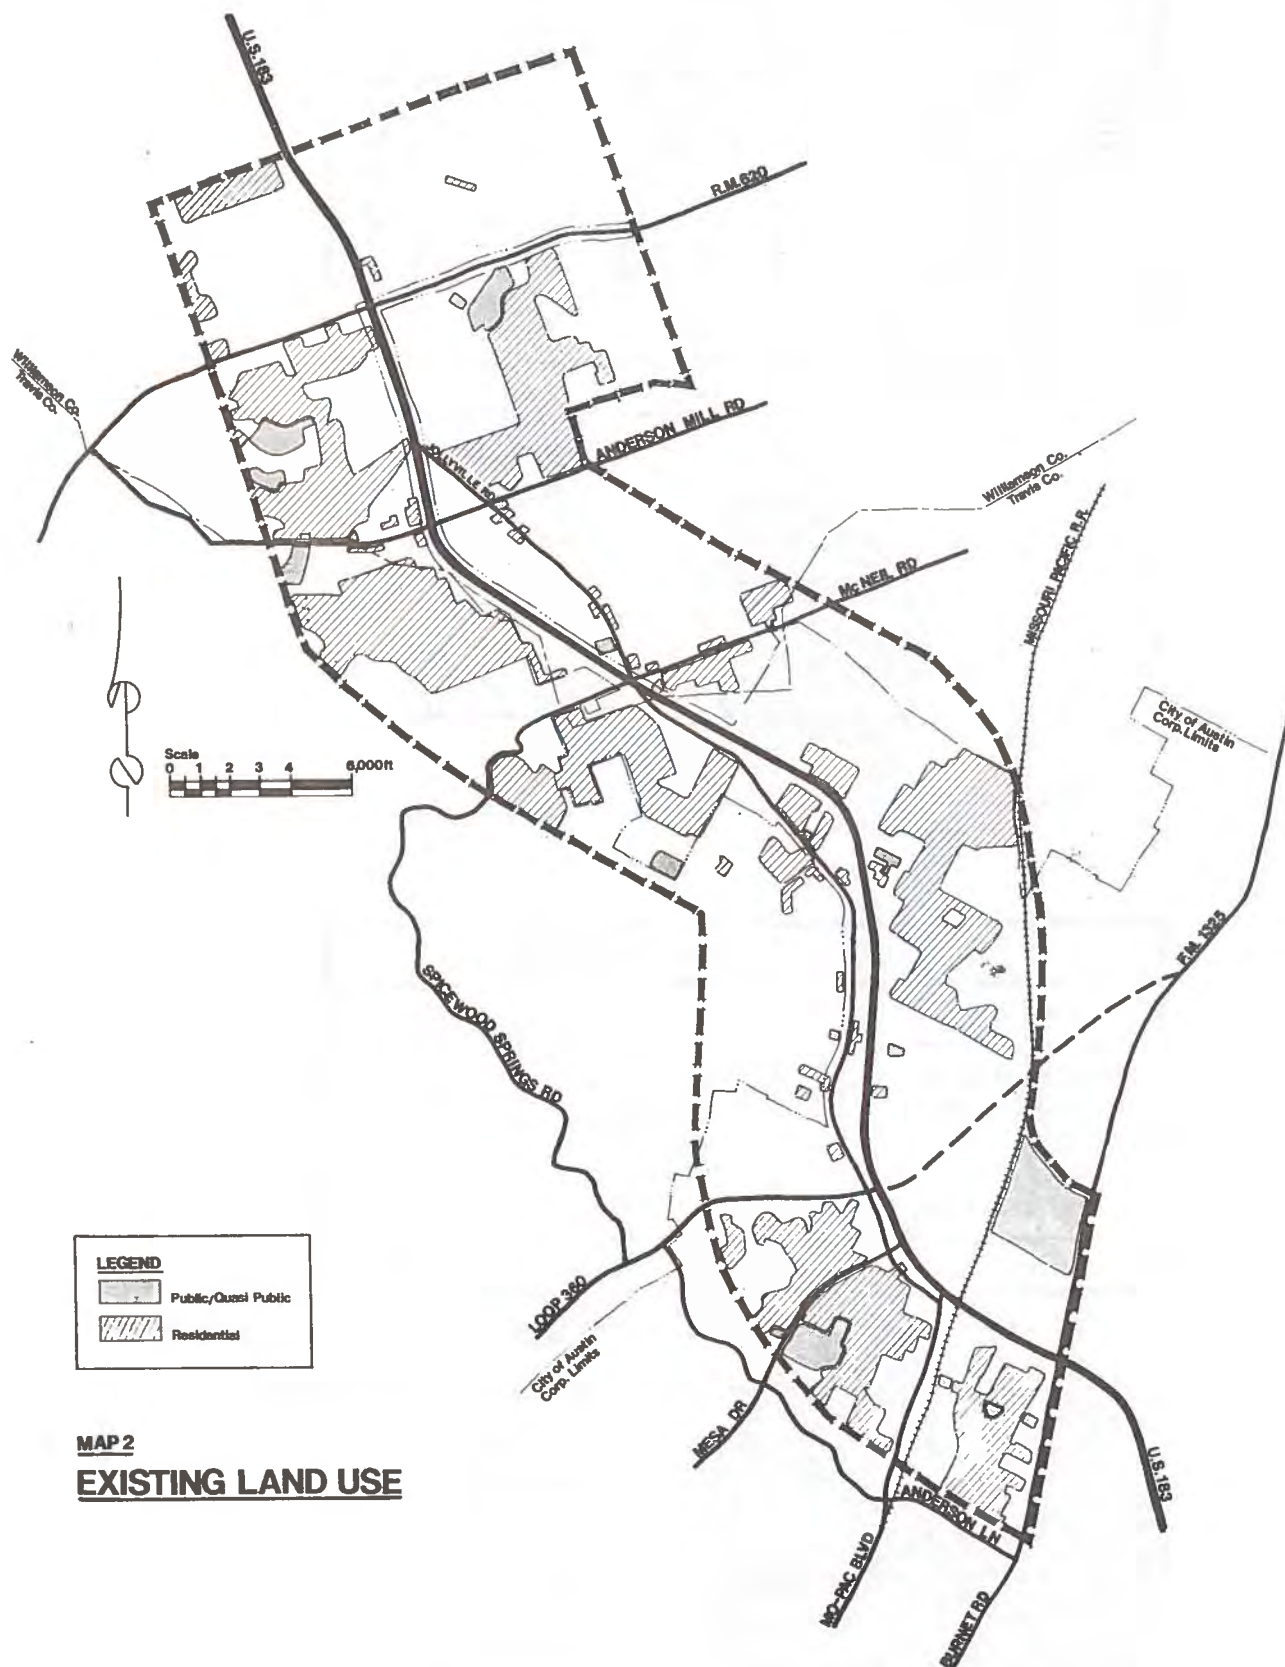 U.S.183
R.M.620
Williamson Co.
Travis Co.
ANDERSON MILL RD
JOLLYVILLE RD
Williamson Co.
Travis Co.
McNEIL RD
MISSOURI PACIFIC R.R.
City of Austin
Corp. Limits
Scale
0 1 2 3 4 6,000ft
F.M. 1325
SPICEWOOD SPRINGS RD
LEGEND
Public/Quasi Public
Residential
LOOP 360
City of Austin
Corp. Limits
MESA DR
MAP 2
EXISTING LAND USE
U.S.183
ANDERSON LN
MO-PAC BLVD
BURNET RD